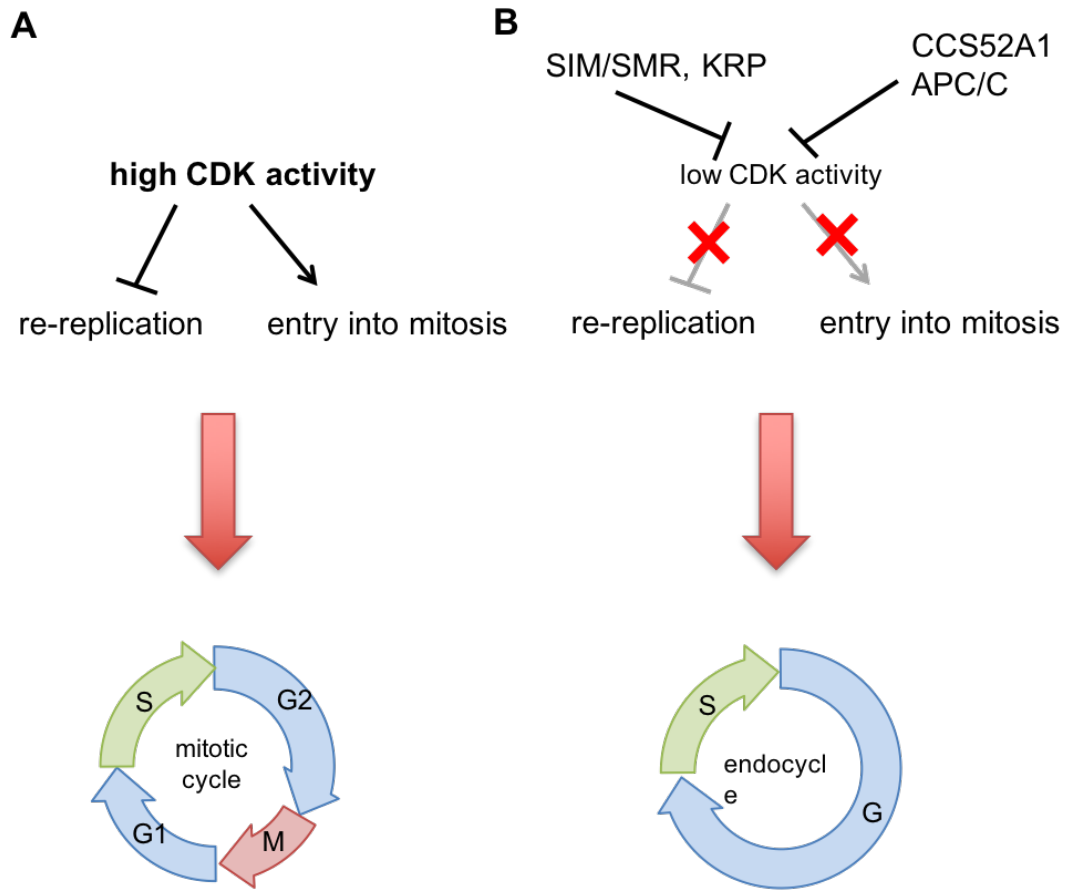 A
high CDK activity
re-replication
entry into mitosis
S
G2
mitotic
cycle
G1
M
B
SIM/SMR, KRP
CCS52A1
APC/C
low CDK activity
re-replication
entry into mitosis
S
endocycl
e
G